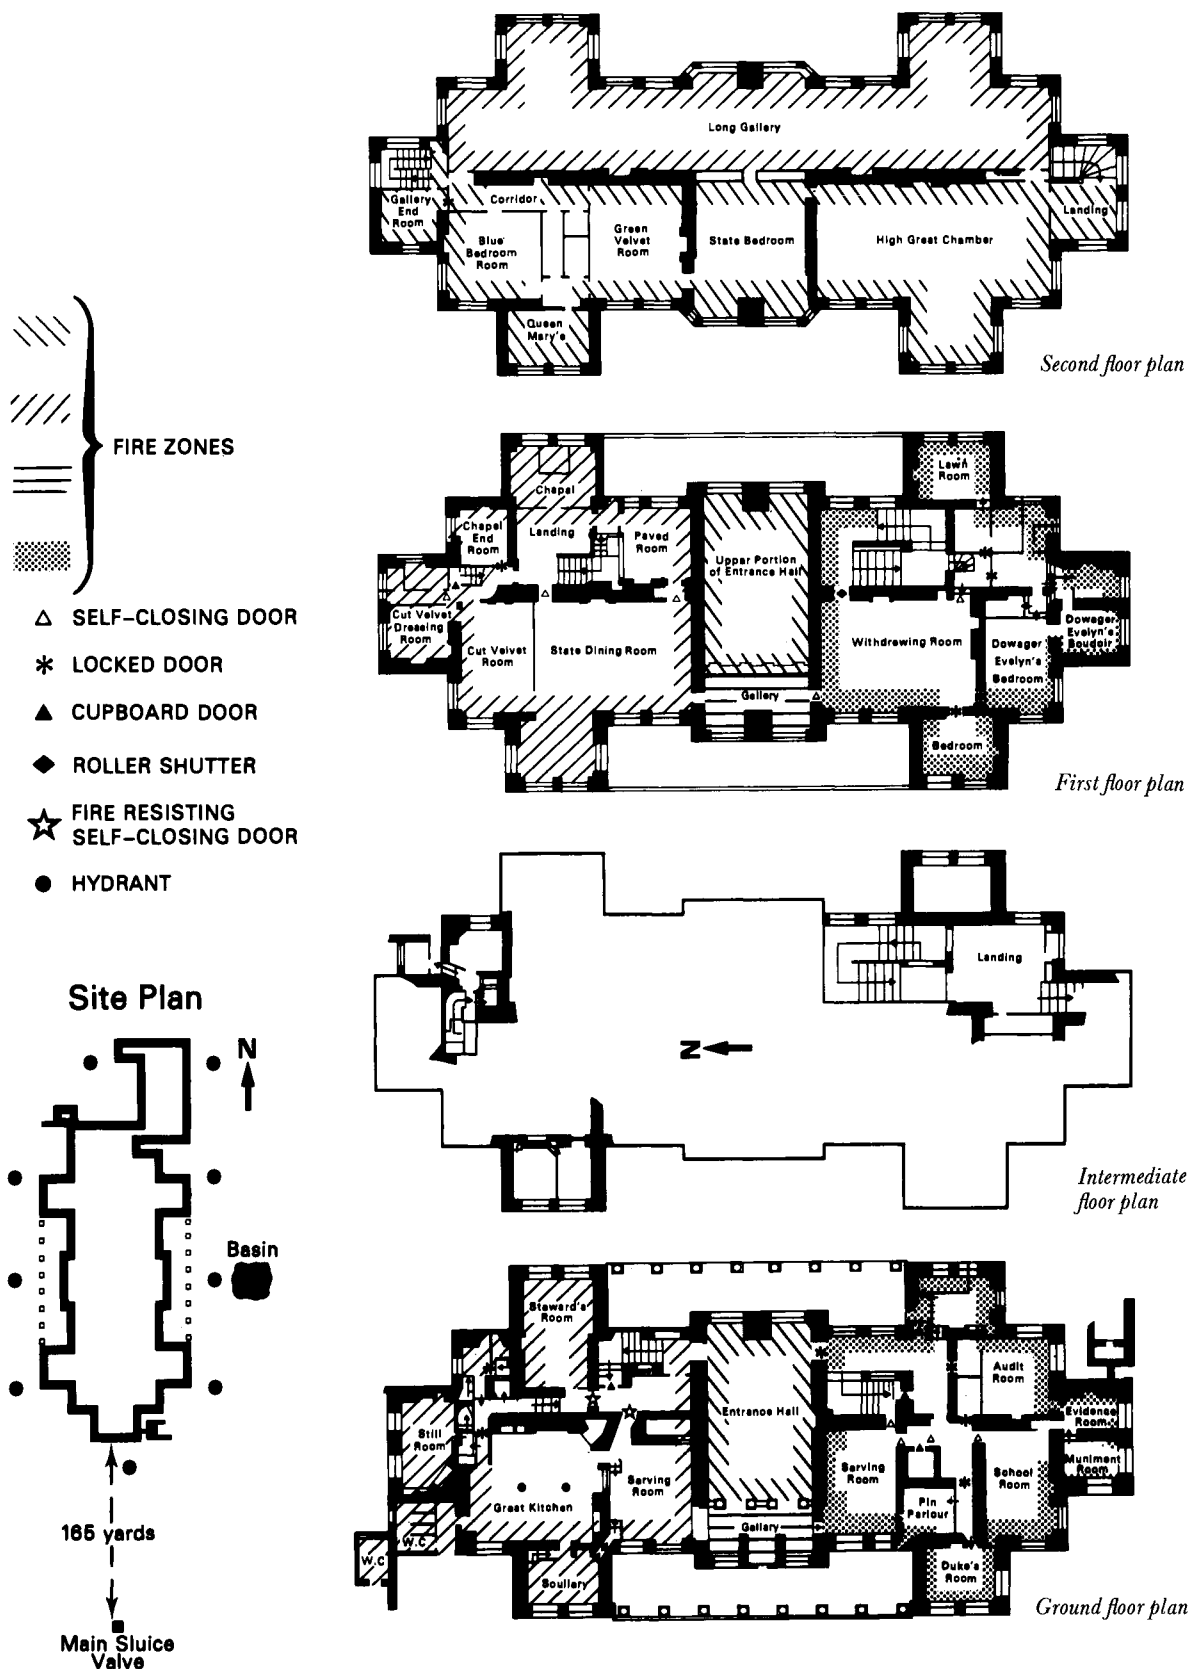 Long Gallery
Gallery
End
Room
Corridor
Blue
Bedroom
Room
Green
Velvet
Room
State Bedroom
High Great Chamber
Landing
Queen
Mary's
Second floor plan
FIRE ZONES
SELF-CLOSING DOOR
LOCKED DOOR
CUPBOARD DOOR
ROLLER SHUTTER
FIRE RESISTING
SELF-CLOSING DOOR
HYDRANT
Lawn
Room
Chapel
Chapel
End
Room
Landing
Paved
Room
Upper Portion
of Entrance Hall
Cut Velvet
Dressing
Room
Cut Velvet
Room
State Dining Room
Withdrewing Room
Dowager
Evelyn's
Bedroom
Dowager
Evelyn's
Boudoir
Gallery
Bedroom
First floor plan
Landing
N
Intermediate
floor plan
Site Plan
N
Basin
165 yards
Main Sluice
Valve
Steward's
Room
Audit
Room
Entrance Hall
Evidence
Room
Still
Room
Serving
Room
Serving
Room
School
Room
Muniment
Room
Great Kitchen
Pin
Parlour
Gallery
W.C
W.C
Scullery
Duke's
Room
Ground floor plan